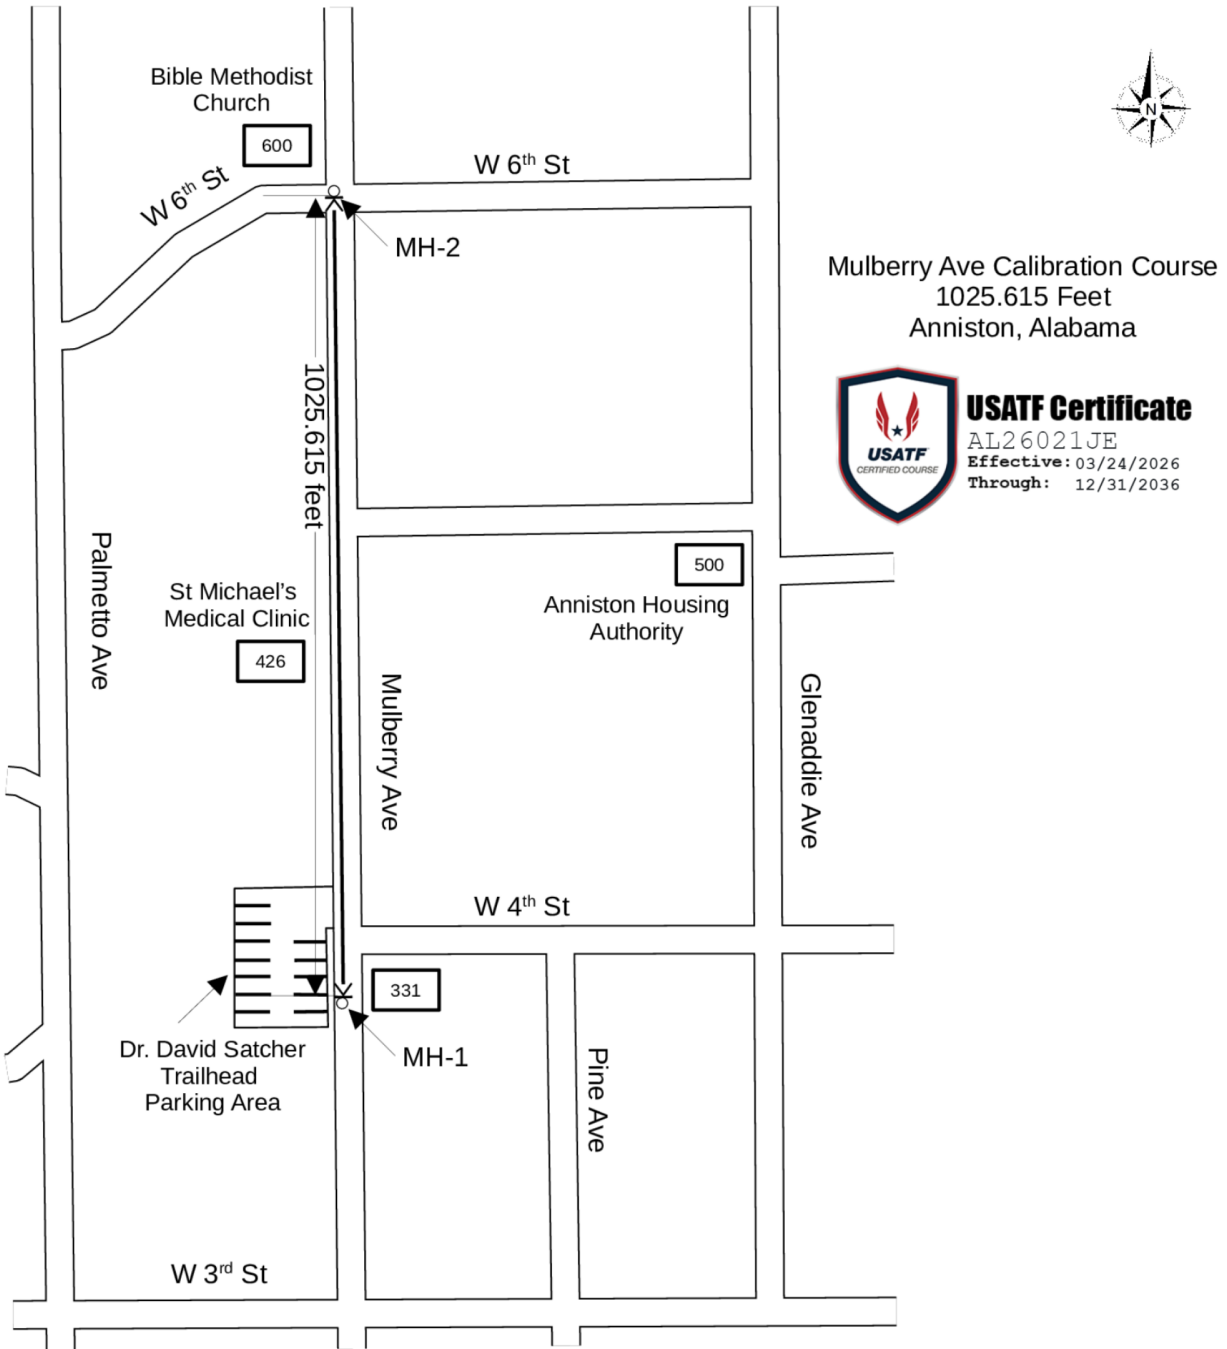 Bible Methodist
Church
600
W 6th St
W 6th St
N
MH-2
Mulberry Ave Calibration Course
1025.615 Feet
Anniston, Alabama
USATF
CERTIFIED COURSE
USATF Certificate
AL26021JE
Effective: 03/24/2026
Through: 12/31/2036
1025.615 feet
Palmetto Ave
St Michael's
Medical Clinic
426
500
Anniston Housing
Authority
Mulberry Ave
Glenaddie Ave
W 4th St
331
MH-1
Dr. David Satcher
Trailhead
Parking Area
Pine Ave
W 3rd St